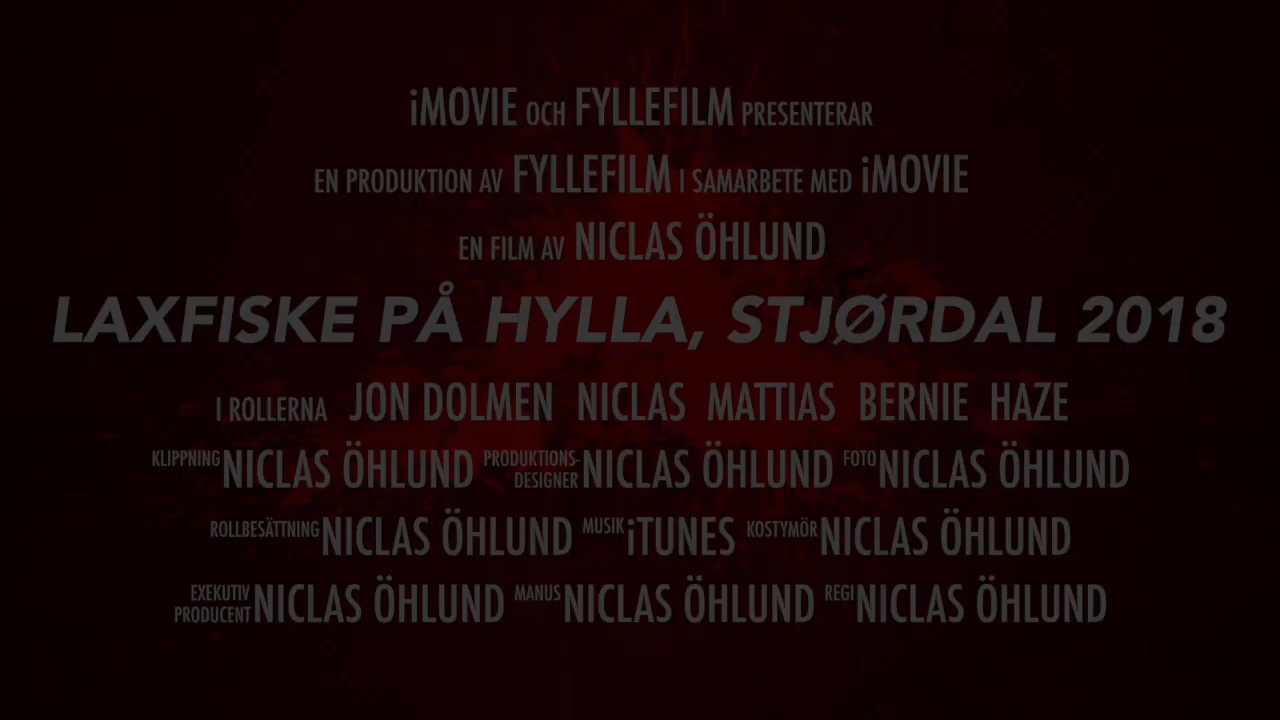 iMOVIE OCH FYLLEFILM PRESENTERAR
EN PRODUKTION AV FYLLEFILM I SAMARBETE MED iMOVIE
EN FILM AV NICLAS ÖHLUND
LAXFISKE PÅ HYLLA, STJØRDAL 2018
I ROLLERNA JON DOLMEN NICLAS MATTIAS BERNIE HAZE
KLIPPNING NICLAS ÖHLUND PRODUKTIONS-DESIGNER NICLAS ÖHLUND FOTO NICLAS ÖHLUND
ROLLBESÄTTNING NICLAS ÖHLUND MUSIK iTUNES KOSTYMÖR NICLAS ÖHLUND
EXEKUTIV PRODUCENT NICLAS ÖHLUND MANUS NICLAS ÖHLUND REGI NICLAS ÖHLUND